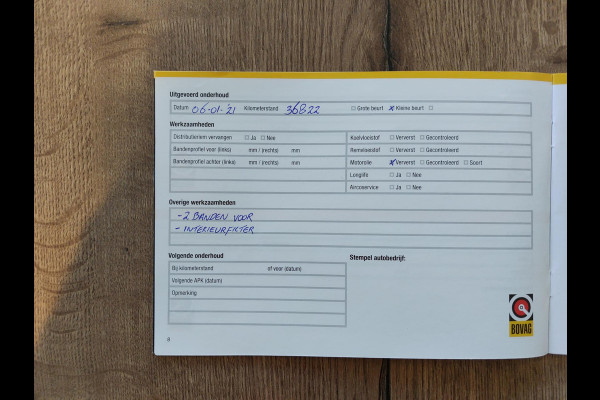 Uitgevoerd onderhoud
Datum 06-01-'21 Kilometerstand 36822 Grote beurt Kleine beurt
Werkzaamheden
Distributieriem vervangen Ja Nee Koelvloeistof Ververst Gecontroleerd
Bandenprofiel voor (links) mm / (rechts) mm Remvloeistof Ververst Gecontroleerd
Bandenprofiel achter (links) mm / (rechts) mm Motorolie Ververst Gecontroleerd Soort
Longlife Ja Nee
Aircoservice Ja Nee
Overige werkzaamheden
- 2 BANDEN VOOR
- INTERIEURFILTER
Volgende onderhoud Stempel autobedrijf:
Bij kilometerstand of voor (datum)
Volgende APK (datum)
Opmerking
BOVAG
8